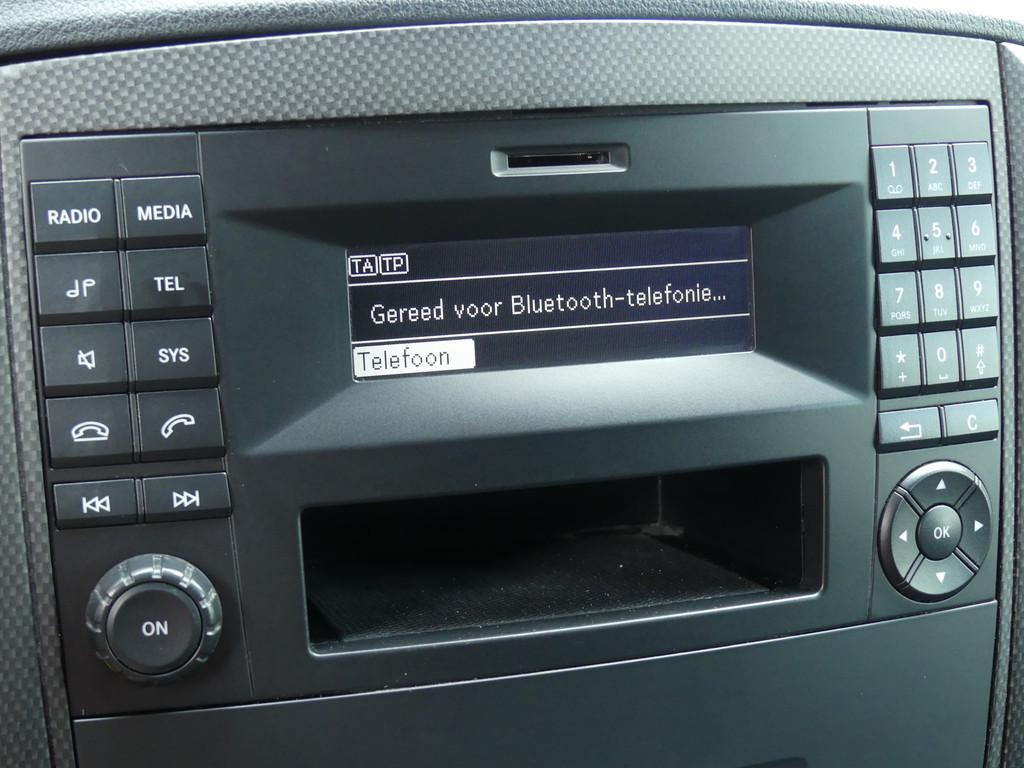 RADIO MEDIA
TEL
SYS
ON
TA TP
Gereed voor Bluetooth-telefonie...
Telefoon
1 2 3
ABC DEF
4 5 6
GHI JKL MNO
7 8 9
PQRS TUV WXYZ
* 0 #
+
C
OK